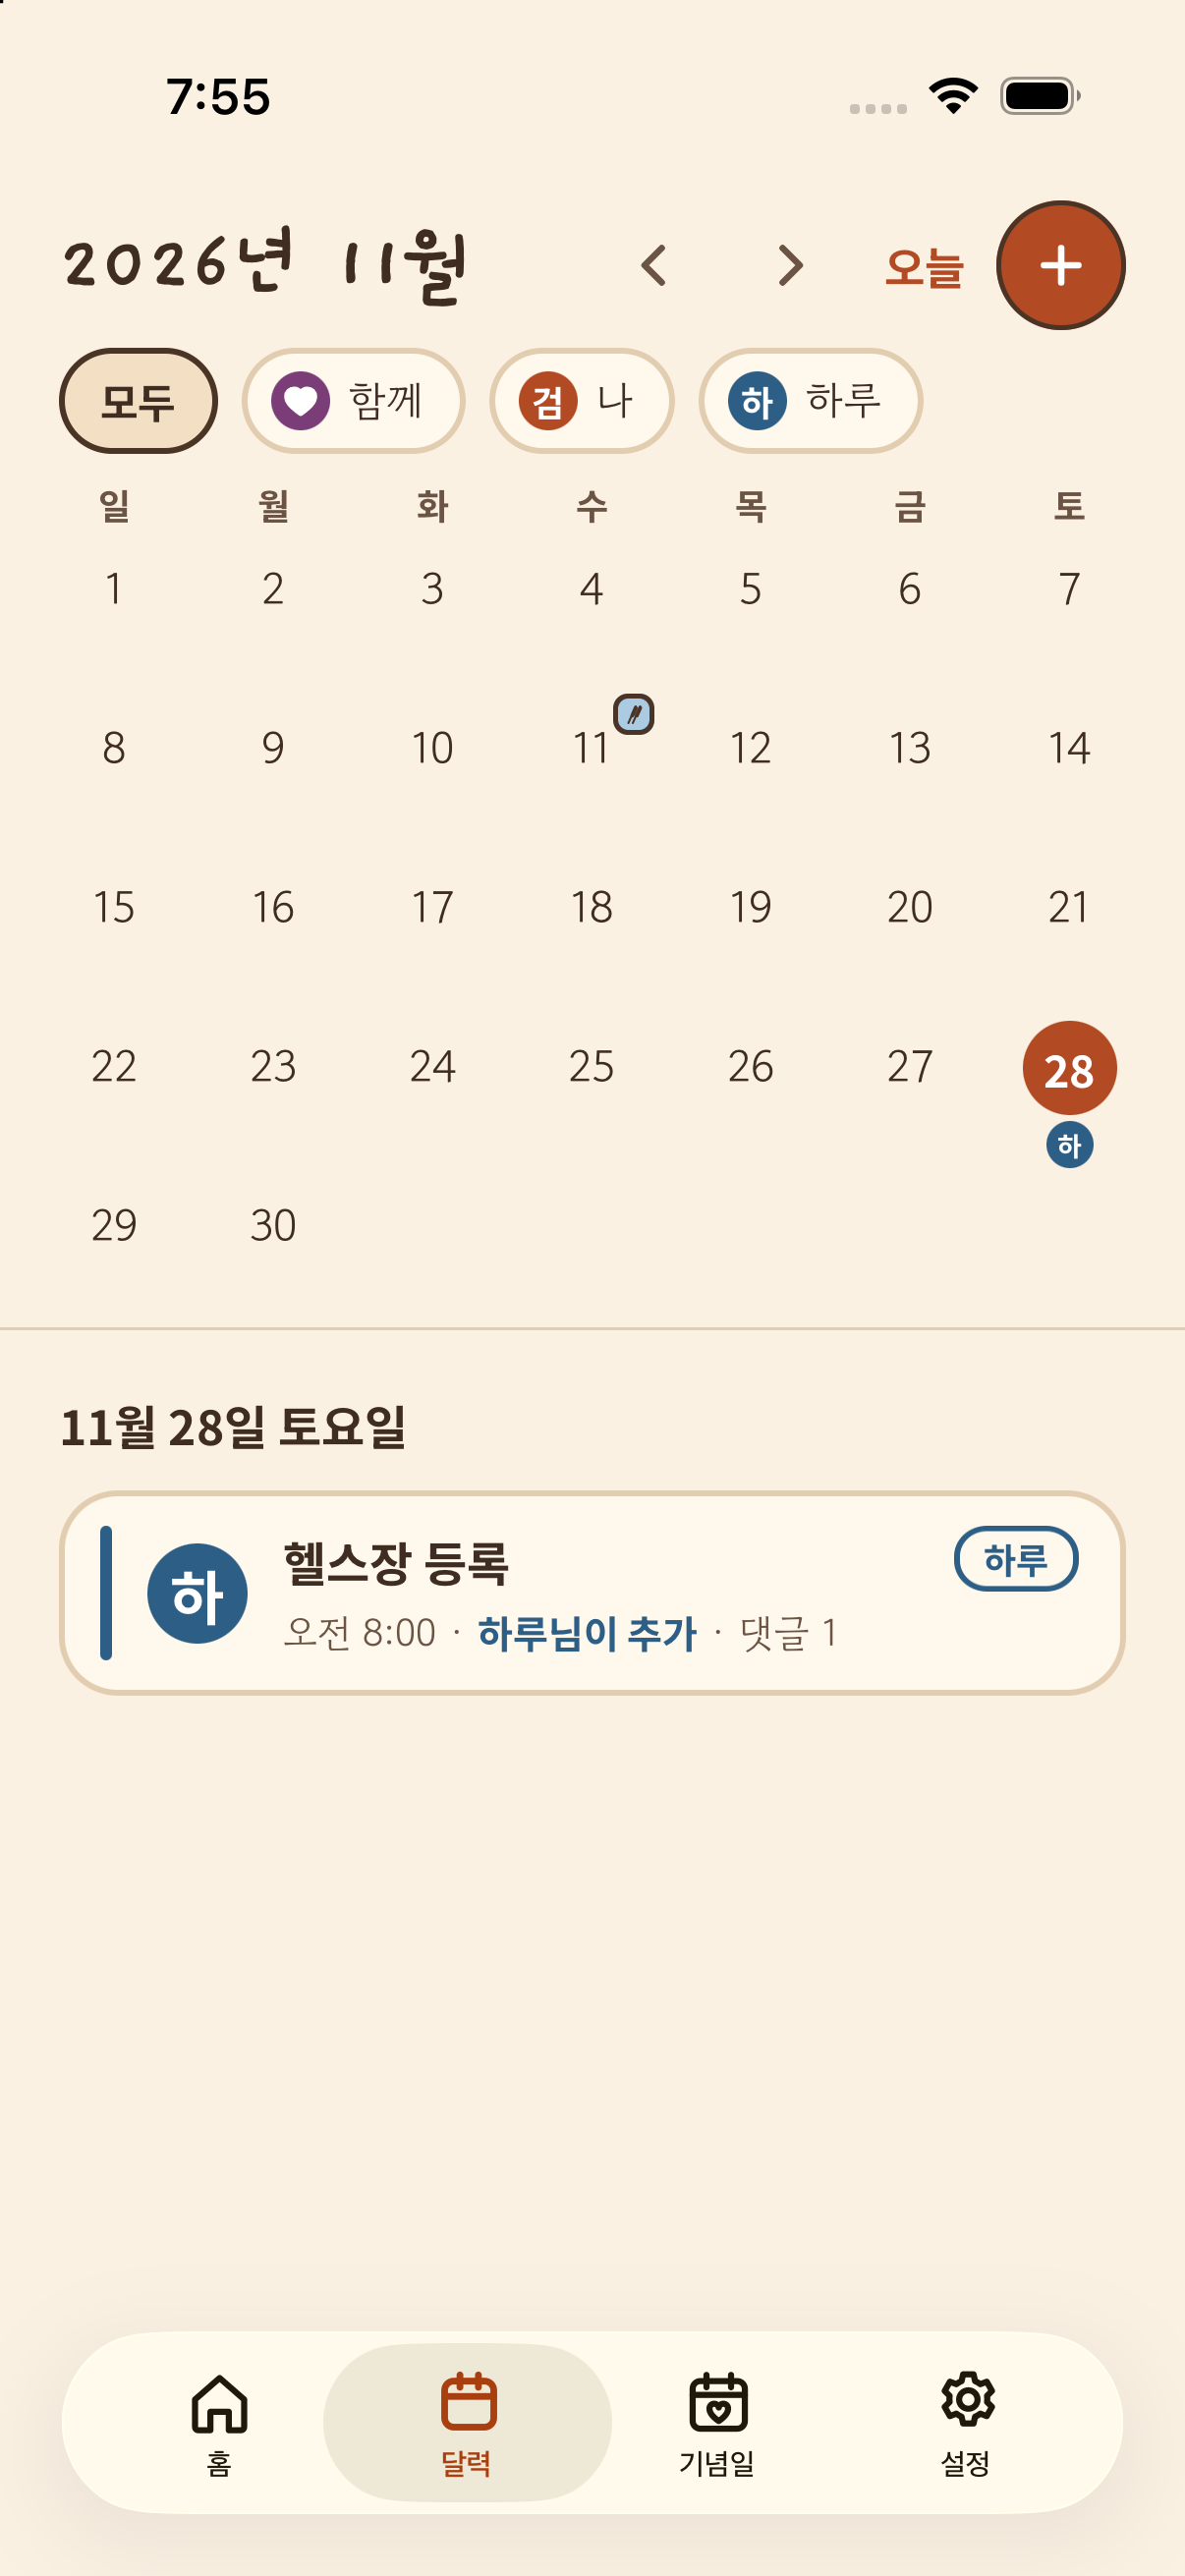 7:55
2026년 11월
오늘
모두
함께
검 나
하 하루
일 월 화 수 목 금 토
1 2 3 4 5 6 7
8 9 10 11 12 13 14
15 16 17 18 19 20 21
22 23 24 25 26 27 28
하
29 30
11월 28일 토요일
하 헬스장 등록 하루
오전 8:00 · 하루님이 추가 · 댓글 1
홈 달력 기념일 설정